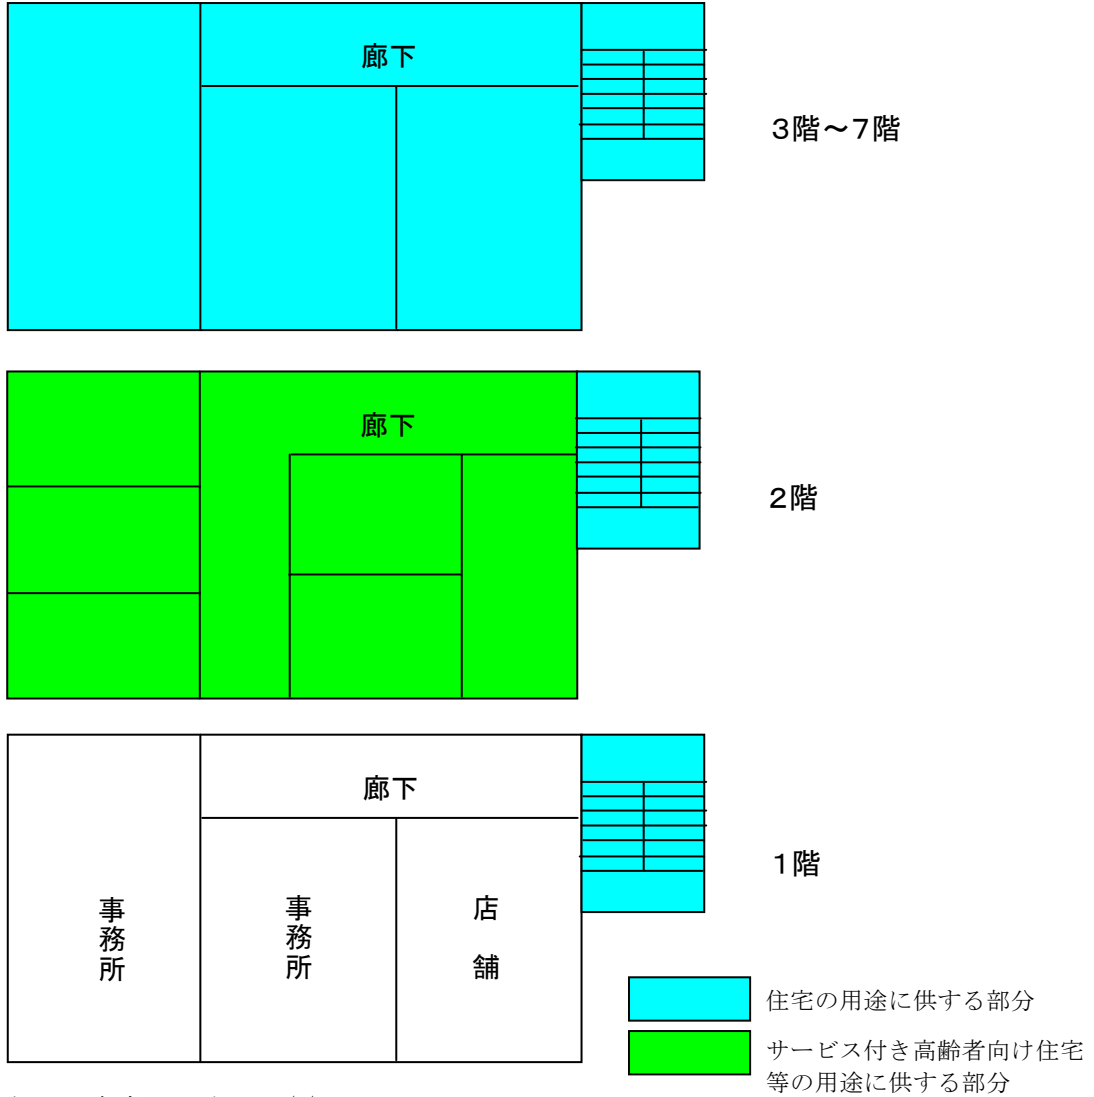 廊下
3階～7階
廊下
2階
廊下
1階
事務所
事務所
店舗
住宅の用途に供する部分
サービス付き高齢者向け住宅
等の用途に供する部分